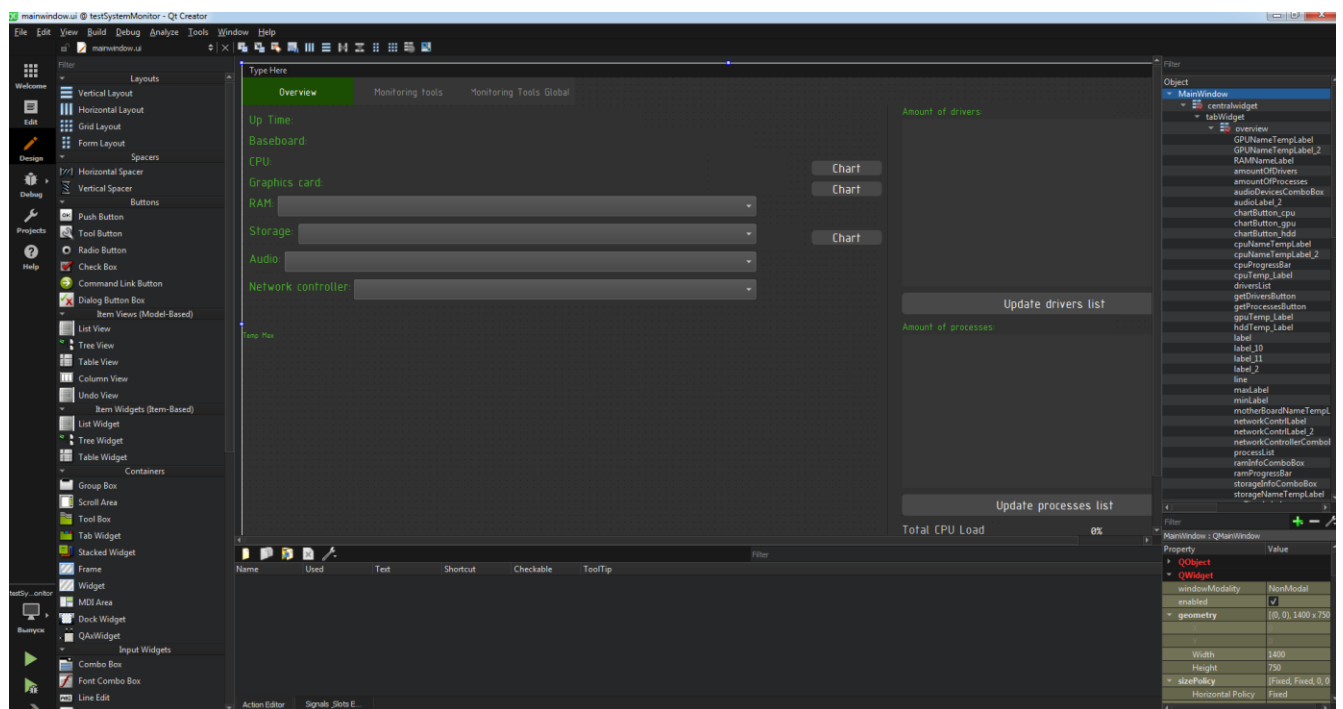 mainwindow.ui @ testSystemMonitor - Qt Creator
File Edit View Build Debug Analyze Tools Window Help
mainwindow.ui
Welcome
Edit
Design
Debug
Projects
Help
Выпуск
Filter
Layouts
Vertical Layout
Horizontal Layout
Grid Layout
Form Layout
Spacers
Horizontal Spacer
Vertical Spacer
Buttons
Push Button
Tool Button
Radio Button
Check Box
Command Link Button
Dialog Button Box
Item Views (Model-Based)
List View
Tree View
Table View
Column View
Undo View
Item Widgets (Item-Based)
List Widget
Tree Widget
Table Widget
Containers
Group Box
Scroll Area
Tool Box
Tab Widget
Stacked Widget
Frame
Widget
MDI Area
Dock Widget
QAxWidget
Input Widgets
Combo Box
Font Combo Box
Line Edit
Type Here
Overview Monitoring tools Monitoring Tools Global
Up Time:
Baseboard:
CPU:
Chart
Graphics card:
Chart
RAM:
Storage:
Chart
Audio:
Network controller:
Temp Max
Amount of drivers:
Update drivers list
Amount of processes:
Update processes list
Total CPU Load 0%
Filter
Name Used Text Shortcut Checkable ToolTip
Action Editor Signals _Slots E...
Filter
Object
MainWindow
centralwidget
tabWidget
overview
GPUNameTempLabel
GPUNameTempLabel_2
RAMNameLabel
amountOfDrivers
amountOfProcesses
audioDevicesComboBox
audioLabel_2
chartButton_cpu
chartButton_gpu
chartButton_hdd
cpuNameTempLabel
cpuNameTempLabel_2
cpuProgressBar
cpuTemp_Label
driversList
getDriversButton
getProcessesButton
gpuTemp_Label
hddTemp_Label
label
label_10
label_11
label_2
line
maxLabel
minLabel
motherBoardNameTempL
networkContrlLabel
networkContrlLabel_2
networkControllerCombol
processList
ramInfoComboBox
ramProgressBar
storageInfoComboBox
storageNameTempLabel
Filter
MainWindow : QMainWindow
Property Value
QObject
QWidget
windowModality NonModal
enabled
geometry [(0, 0), 1400 x 750
Width 1400
Height 750
sizePolicy [Fixed, Fixed, 0, 0
Horizontal Policy Fixed